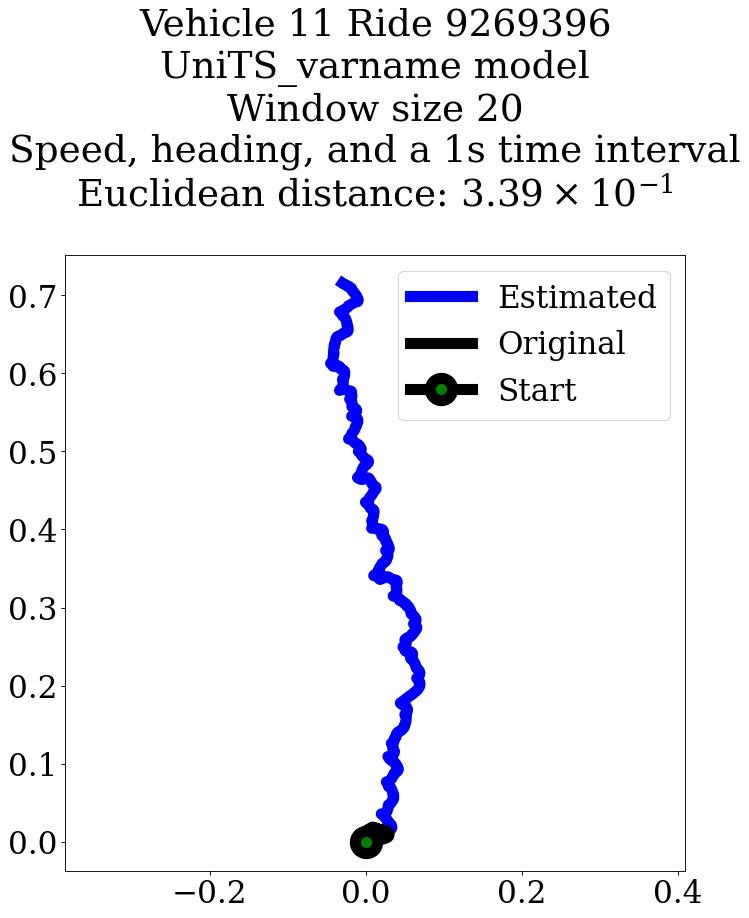 Vehicle 11 Ride 9269396
UniTS_varname model
Window size 20
Speed, heading, and a 1s time interval
Euclidean distance: 3.39 × 10⁻¹
Estimated
Original
Start
0.7
0.6
0.5
0.4
0.3
0.2
0.1
0.0
−0.2
0.0
0.2
0.4